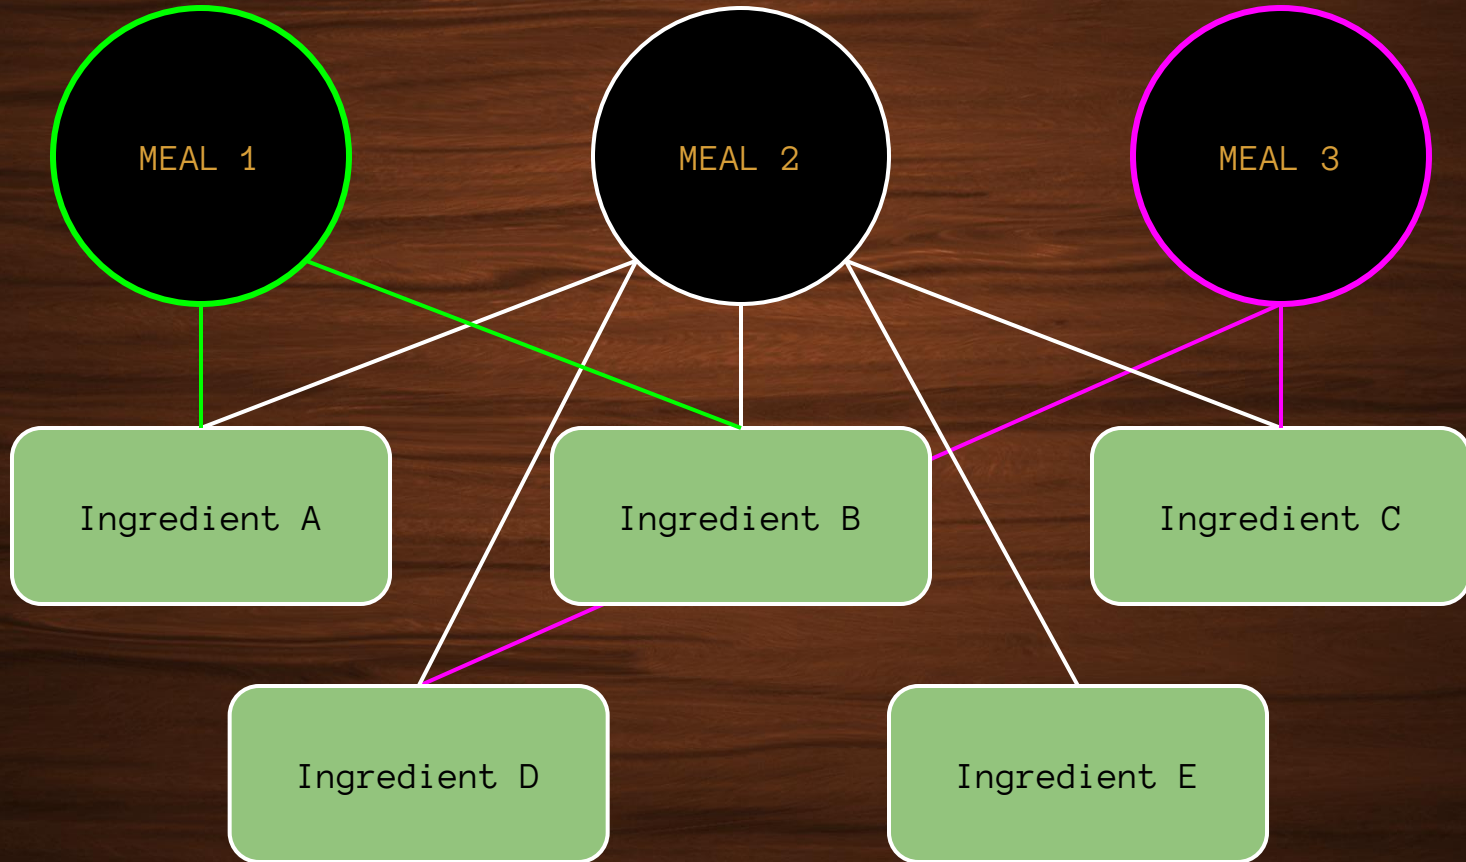 MEAL 1
MEAL 2
MEAL 3
Ingredient A
Ingredient B
Ingredient C
Ingredient D
Ingredient E